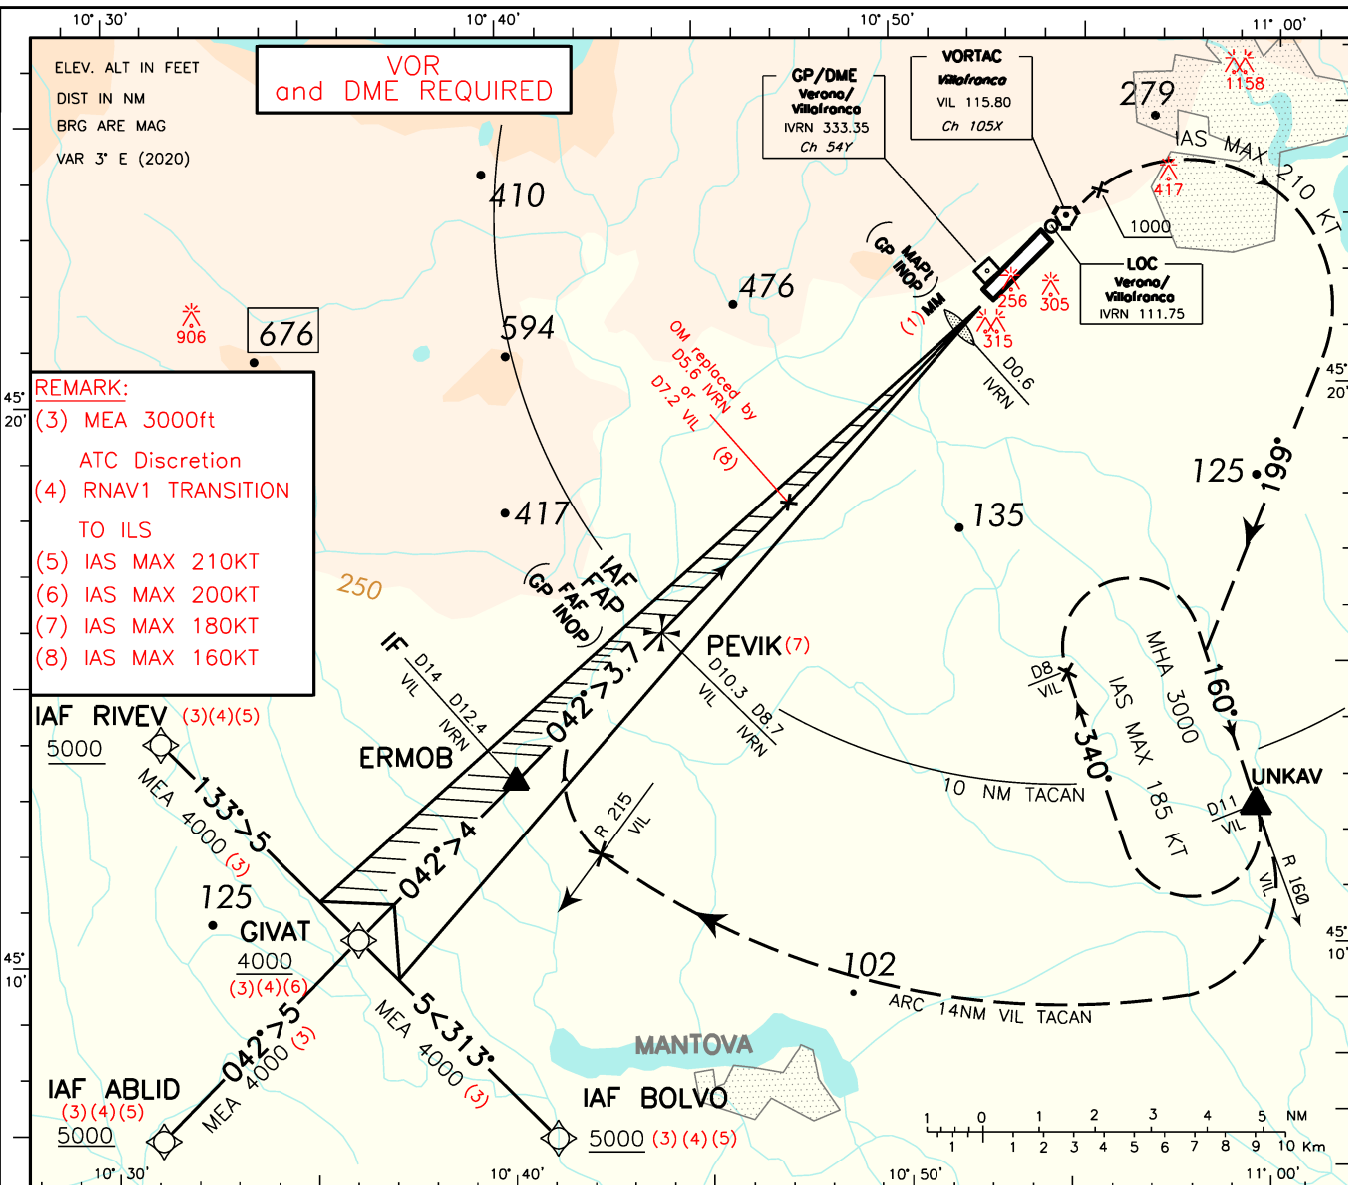 10° 30'
10° 40'
10° 50'
11° 00'
ELEV. ALT IN FEET
DIST IN NM
BRG ARE MAG
VAR 3° E (2020)
VOR
and DME REQUIRED
GP/DME
Verona/
Villafranca
IVRN 333.35
Ch 54Y
VORTAC
Villafranca
VIL 115.80
Ch 105X
279
1158
IAS MAX 210 KT
417
410
1000
LOC
Verona/
Villafranca
IVRN 111.75
(MAPt
GP INOP)
476
256
305
(1) MM
315
906
676
594
D0.6
IVRN
OM replaced by
D5.6 IVRN
or
D7.2 VIL
(8)
REMARK:
(3) MEA 3000ft
ATC Discretion
(4) RNAV1 TRANSITION
TO ILS
(5) IAS MAX 210KT
(6) IAS MAX 200KT
(7) IAS MAX 180KT
(8) IAS MAX 160KT
45°
20'
45°
20'
125
199°
417
135
250
IAF
FAP
(FAF
GP INOP)
IF
D14
VIL
D12.4
IVRN
PEVIK (7)
D10.3
VIL
D8.7
IVRN
042°>3.7
D8
VIL
MHA 3000
IAS MAX 185 KT
160°
340°
IAF RIVEV (3)(4)(5)
5000
ERMOB
10 NM TACAN
UNKAV
D11
VIL
133°>5
MEA 4000 (3)
R 215
VIL
042°>4
R 160
VIL
125
GIVAT
4000
(3)(4)(6)
45°
10'
45°
10'
102
ARC 14NM VIL TACAN
042°>5
MEA 4000 (3)
5<313°
MEA 4000 (3)
MANTOVA
IAF ABLID
(3)(4)(5)
5000
IAF BOLVO
5000 (3)(4)(5)
1 0 1 2 3 4 5 NM
1 0 1 2 3 4 5 6 7 8 9 10 Km
10° 30'
10° 40'
10° 50'
11° 00'